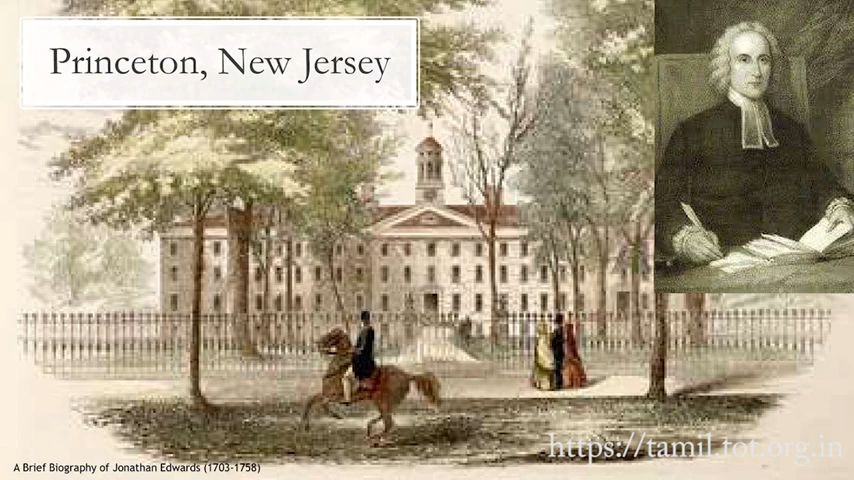 Princeton, New Jersey
https://tamil.tot.org.in
A Brief Biography of Jonathan Edwards (1703-1758)